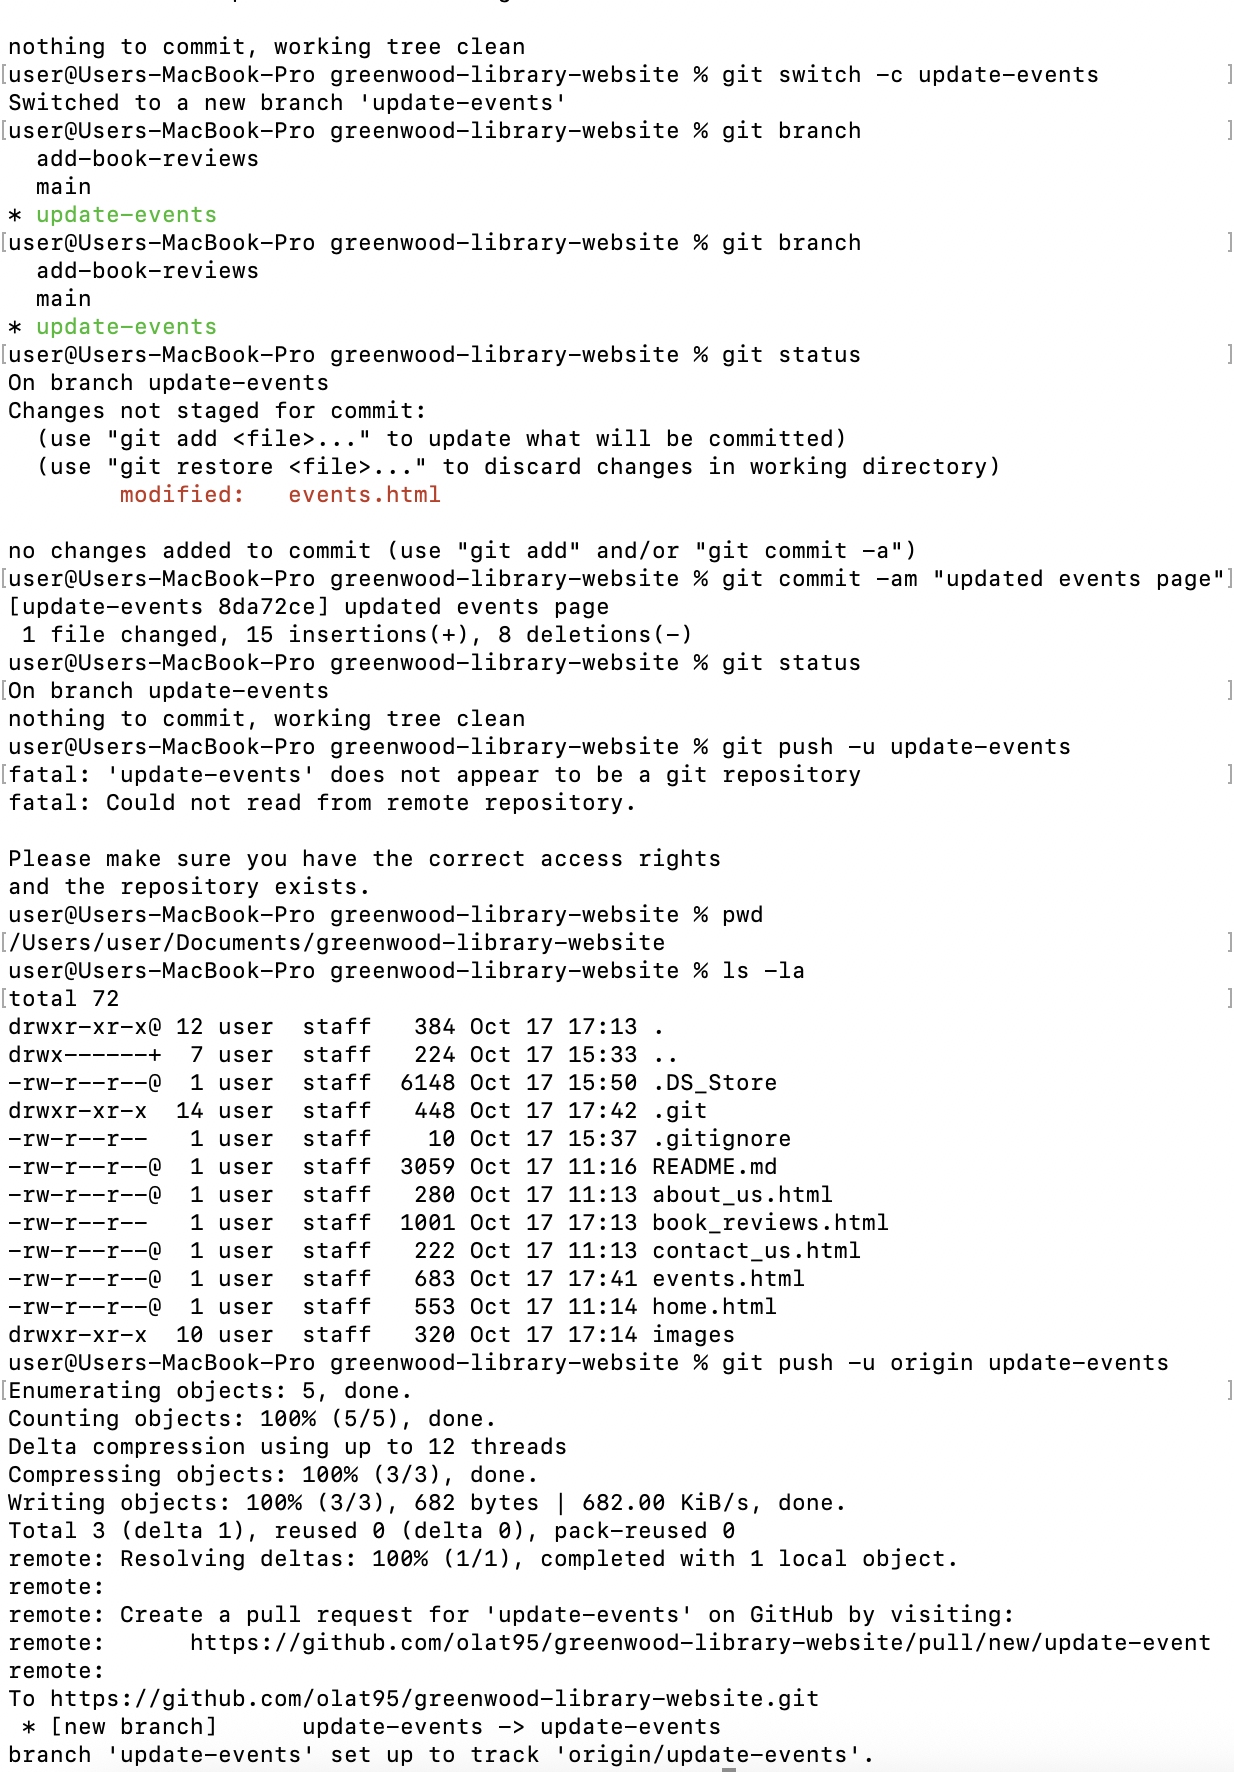 nothing to commit, working tree clean
[user@Users-MacBook-Pro greenwood-library-website % git switch -c update-events ]
Switched to a new branch 'update-events'
[user@Users-MacBook-Pro greenwood-library-website % git branch ]
  add-book-reviews
  main
* update-events
[user@Users-MacBook-Pro greenwood-library-website % git branch ]
  add-book-reviews
  main
* update-events
[user@Users-MacBook-Pro greenwood-library-website % git status ]
On branch update-events
Changes not staged for commit:
  (use "git add <file>..." to update what will be committed)
  (use "git restore <file>..." to discard changes in working directory)
        modified:   events.html

no changes added to commit (use "git add" and/or "git commit -a")
[user@Users-MacBook-Pro greenwood-library-website % git commit -am "updated events page"]
[update-events 8da72ce] updated events page
 1 file changed, 15 insertions(+), 8 deletions(-)
user@Users-MacBook-Pro greenwood-library-website % git status
[On branch update-events ]
nothing to commit, working tree clean
user@Users-MacBook-Pro greenwood-library-website % git push -u update-events
[fatal: 'update-events' does not appear to be a git repository ]
fatal: Could not read from remote repository.

Please make sure you have the correct access rights
and the repository exists.
user@Users-MacBook-Pro greenwood-library-website % pwd
[/Users/user/Documents/greenwood-library-website ]
user@Users-MacBook-Pro greenwood-library-website % ls -la
[total 72 ]
drwxr-xr-x@ 12 user  staff   384 Oct 17 17:13 .
drwx------+  7 user  staff   224 Oct 17 15:33 ..
-rw-r--r--@  1 user  staff  6148 Oct 17 15:50 .DS_Store
drwxr-xr-x  14 user  staff   448 Oct 17 17:42 .git
-rw-r--r--   1 user  staff    10 Oct 17 15:37 .gitignore
-rw-r--r--@  1 user  staff  3059 Oct 17 11:16 README.md
-rw-r--r--@  1 user  staff   280 Oct 17 11:13 about_us.html
-rw-r--r--   1 user  staff  1001 Oct 17 17:13 book_reviews.html
-rw-r--r--@  1 user  staff   222 Oct 17 11:13 contact_us.html
-rw-r--r--@  1 user  staff   683 Oct 17 17:41 events.html
-rw-r--r--@  1 user  staff   553 Oct 17 11:14 home.html
drwxr-xr-x  10 user  staff   320 Oct 17 17:14 images
user@Users-MacBook-Pro greenwood-library-website % git push -u origin update-events
[Enumerating objects: 5, done. ]
Counting objects: 100% (5/5), done.
Delta compression using up to 12 threads
Compressing objects: 100% (3/3), done.
Writing objects: 100% (3/3), 682 bytes | 682.00 KiB/s, done.
Total 3 (delta 1), reused 0 (delta 0), pack-reused 0
remote: Resolving deltas: 100% (1/1), completed with 1 local object.
remote:
remote: Create a pull request for 'update-events' on GitHub by visiting:
remote:      https://github.com/olat95/greenwood-library-website/pull/new/update-event
remote:
To https://github.com/olat95/greenwood-library-website.git
 * [new branch]      update-events -> update-events
branch 'update-events' set up to track 'origin/update-events'.